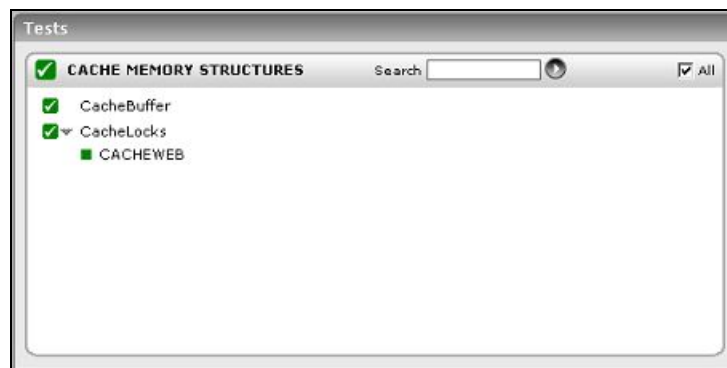 Tests
CACHE MEMORY STRUCTURES Search All
CacheBuffer
CacheLocks
CACHEWEB